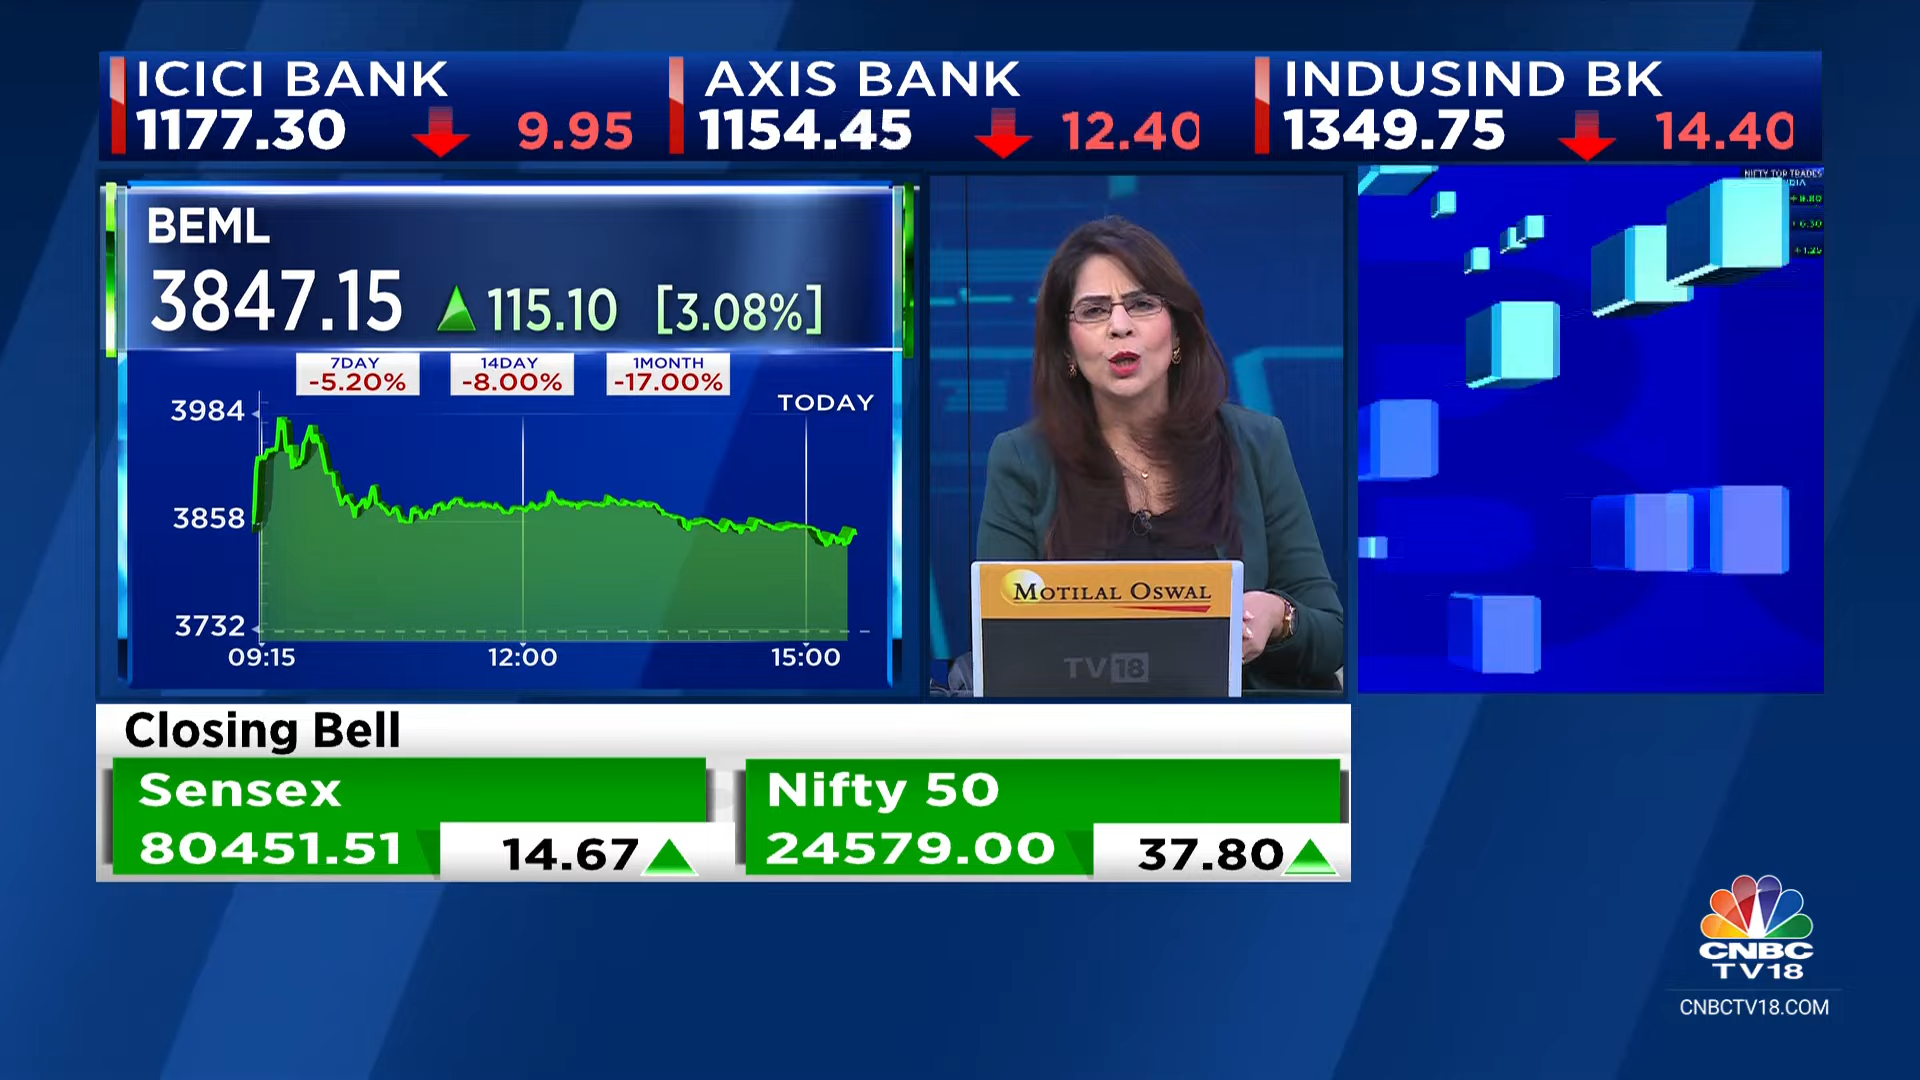 ICICI BANK
1177.30 9.95
AXIS BANK
1154.45 12.40
INDUSIND BK
1349.75 14.40
BEML
3847.15 115.10 [3.08%]
7DAY
-5.20%
14DAY
-8.00%
1MONTH
-17.00%
TODAY
3984
3858
3732
09:15 12:00 15:00
MOTILAL OSWAL
TV18
NIFTY TOP TRADES
Closing Bell
Sensex
80451.51 14.67
Nifty 50
24579.00 37.80
CNBC
TV18
CNBCTV18.COM